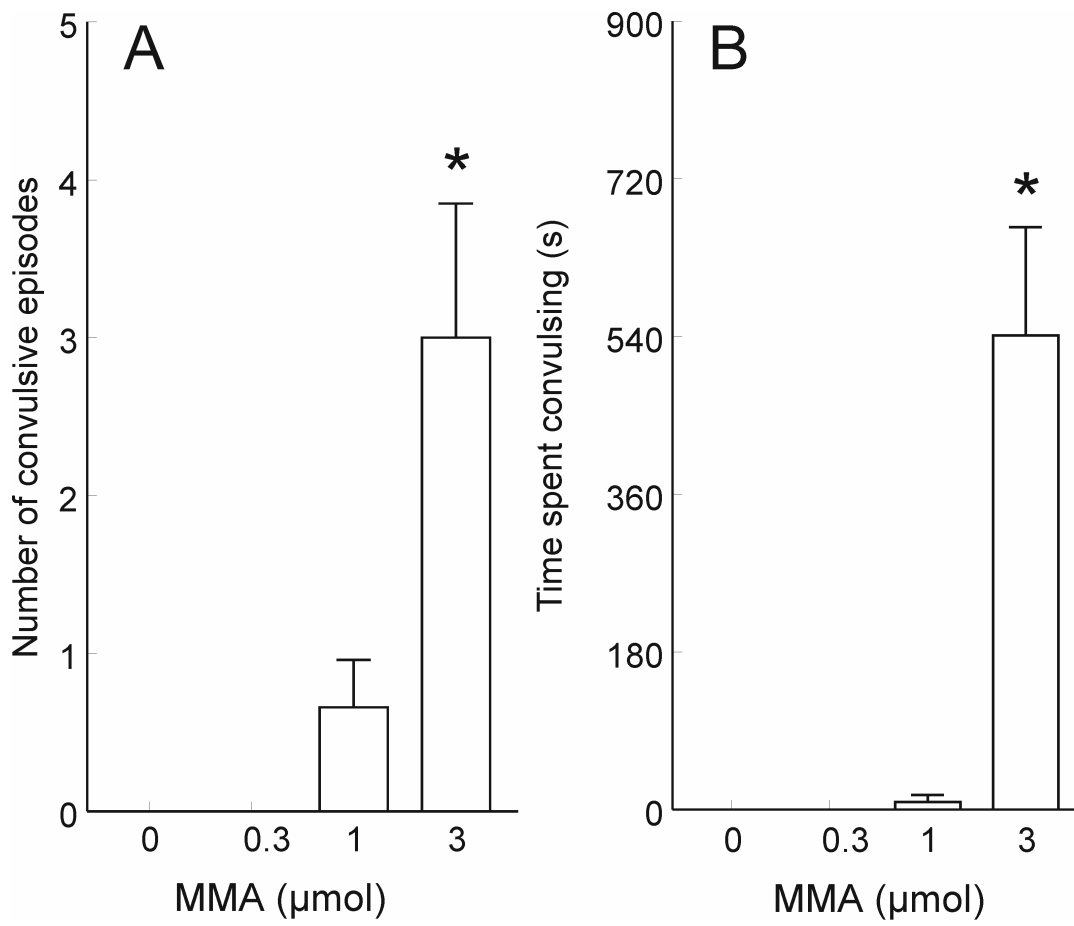 A
Number of convulsive episodes
5
4
3
2
1
0
*
0 0.3 1 3
MMA (µmol)
B
Time spent convulsing (s)
900
720
540
360
180
0
*
0 0.3 1 3
MMA (µmol)